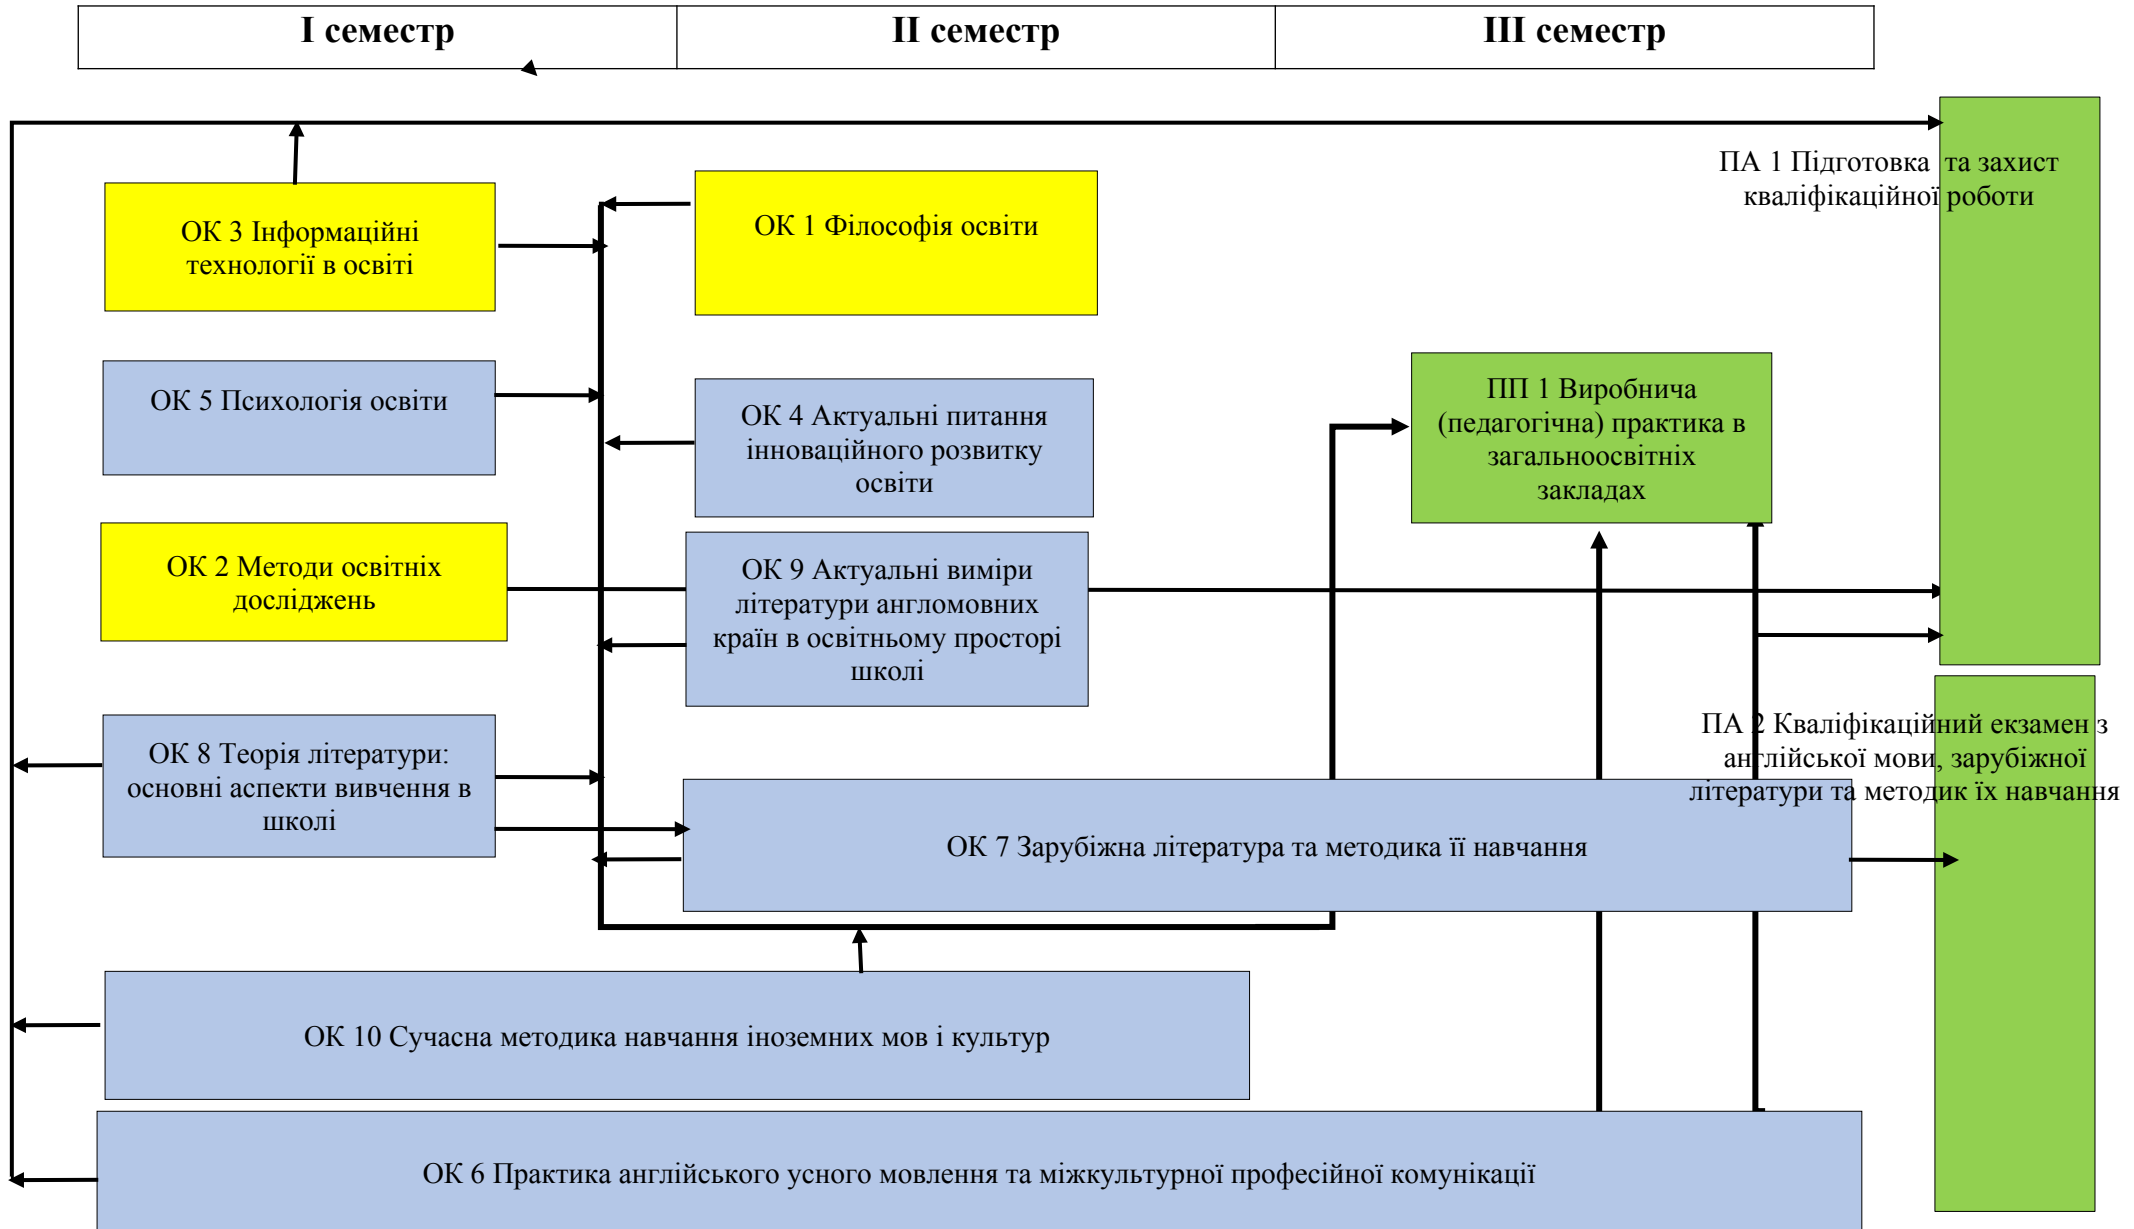 I семестр
II семестр
III семестр
ПА 1 Підготовка та захист
кваліфікаційної роботи
ОК 3 Інформаційні
технології в освіті
ОК 1 Філософія освіти
ОК 5 Психологія освіти
ОК 4 Актуальні питання
інноваційного розвитку
освіти
ПП 1 Виробнича
(педагогічна) практика в
загальноосвітніх
закладах
ОК 2 Методи освітніх
досліджень
ОК 9 Актуальні виміри
літератури англомовних
країн в освітньому просторі
школі
ПА 2 Кваліфікаційний екзамен з
англійської мови, зарубіжної
літератури та методик їх навчання
ОК 8 Теорія літератури:
основні аспекти вивчення в
школі
ОК 7 Зарубіжна література та методика її навчання
ОК 10 Сучасна методика навчання іноземних мов і культур
ОК 6 Практика англійського усного мовлення та міжкультурної професійної комунікації